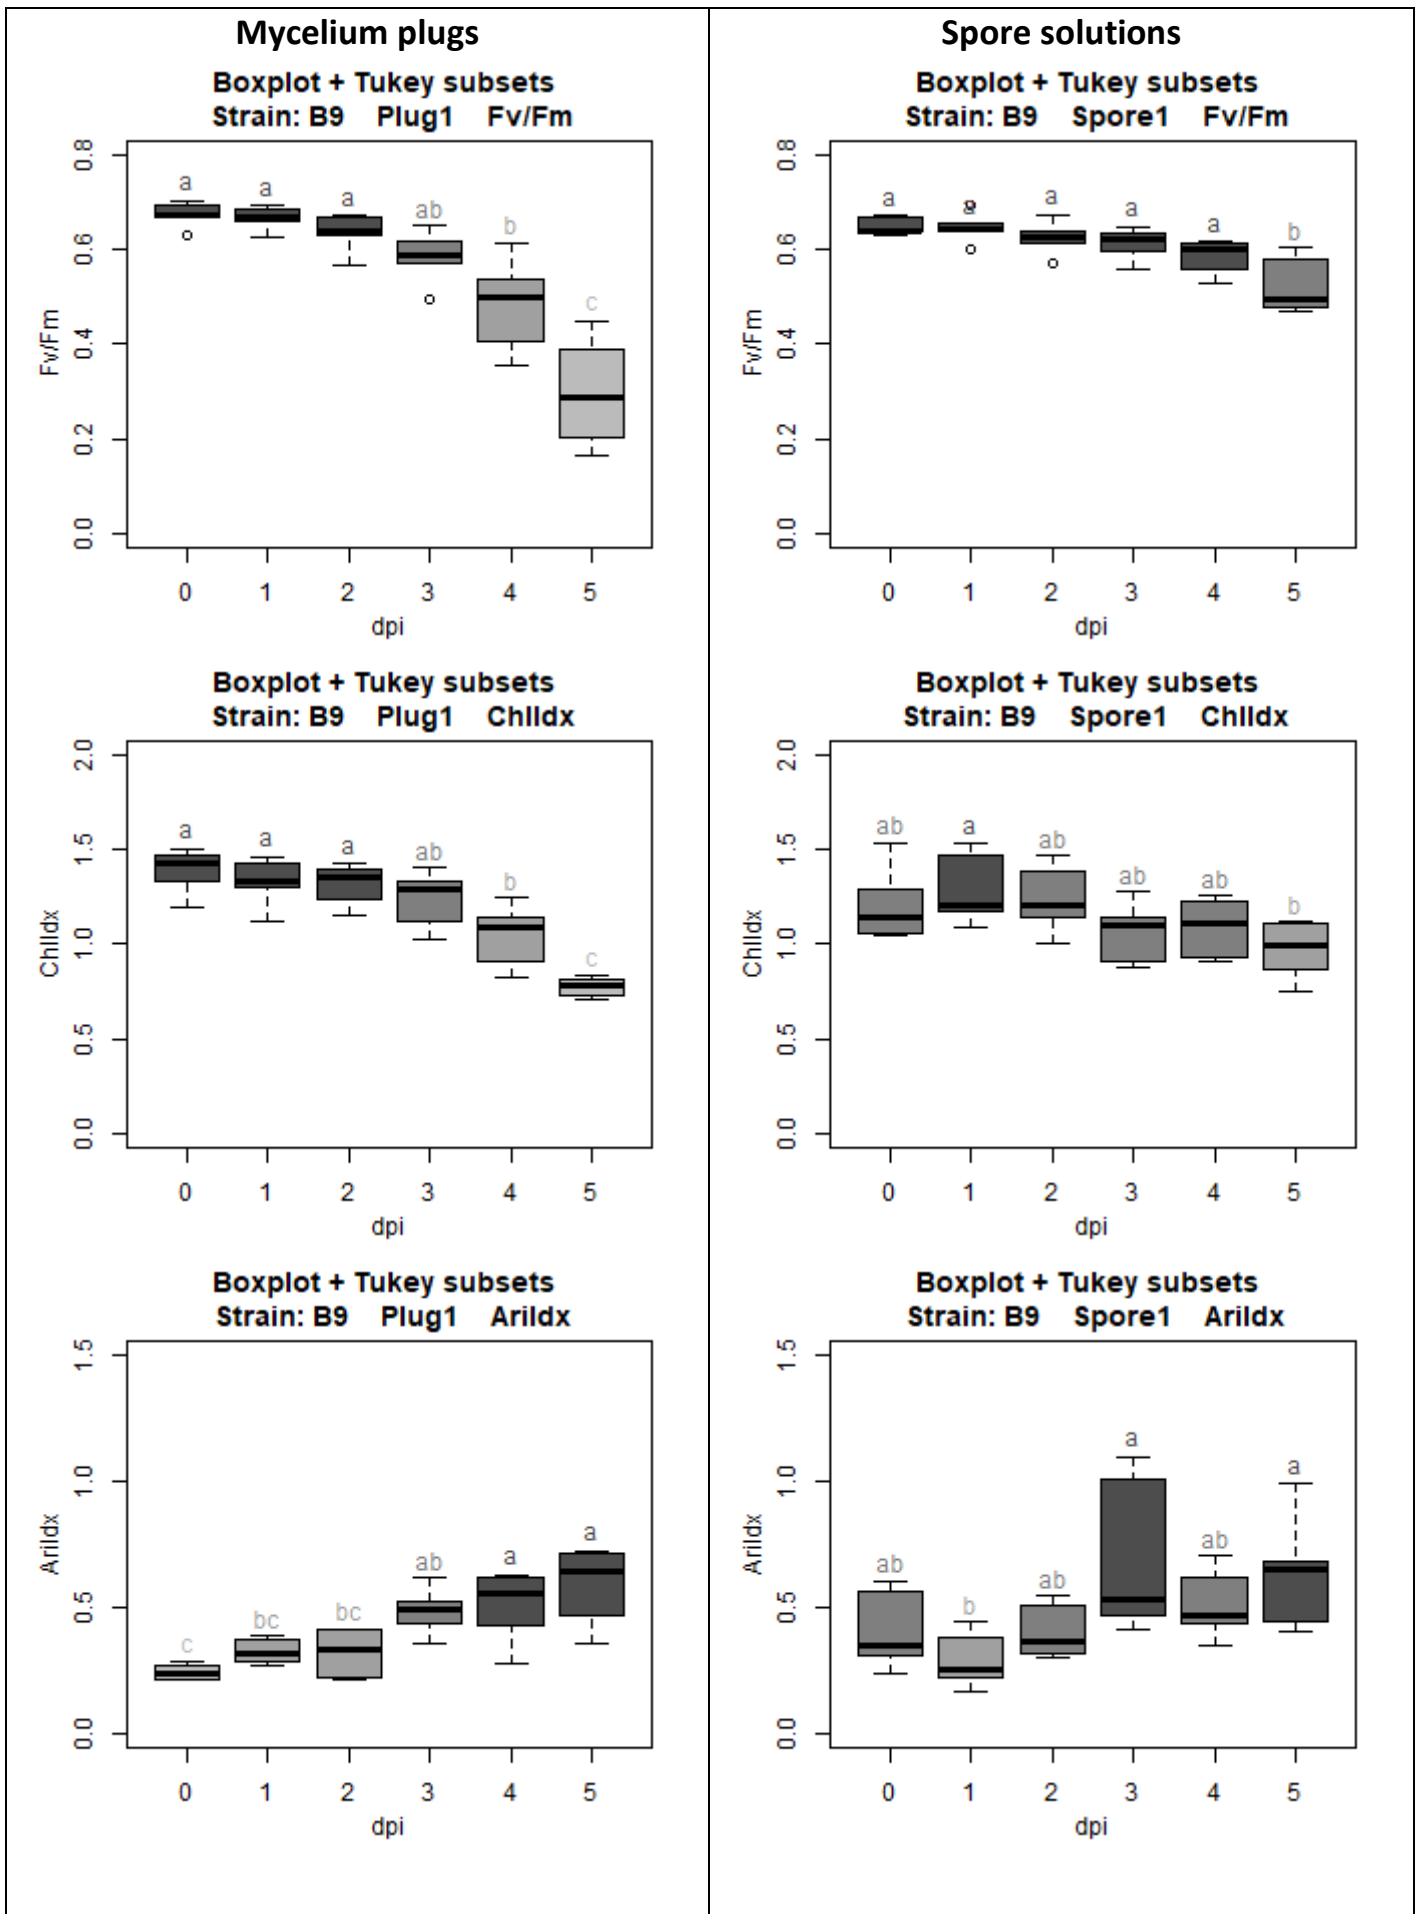 Mycelium plugs
Boxplot + Tukey subsets
Strain: B9 Plug1 Fv/Fm
0.8
0.6
0.4
0.2
0.0
Fv/Fm
a a a ab b c
0 1 2 3 4 5
dpi
Boxplot + Tukey subsets
Strain: B9 Plug1 ChlIdx
2.0
1.5
1.0
0.5
0.0
ChlIdx
a a a ab b c
0 1 2 3 4 5
dpi
Boxplot + Tukey subsets
Strain: B9 Plug1 AriIdx
1.5
1.0
0.5
0.0
AriIdx
c bc bc ab a a
0 1 2 3 4 5
dpi
Spore solutions
Boxplot + Tukey subsets
Strain: B9 Spore1 Fv/Fm
0.8
0.6
0.4
0.2
0.0
Fv/Fm
a a a a a b
0 1 2 3 4 5
dpi
Boxplot + Tukey subsets
Strain: B9 Spore1 ChlIdx
2.0
1.5
1.0
0.5
0.0
ChlIdx
ab a ab ab ab b
0 1 2 3 4 5
dpi
Boxplot + Tukey subsets
Strain: B9 Spore1 AriIdx
1.5
1.0
0.5
0.0
AriIdx
ab b ab a ab a
0 1 2 3 4 5
dpi